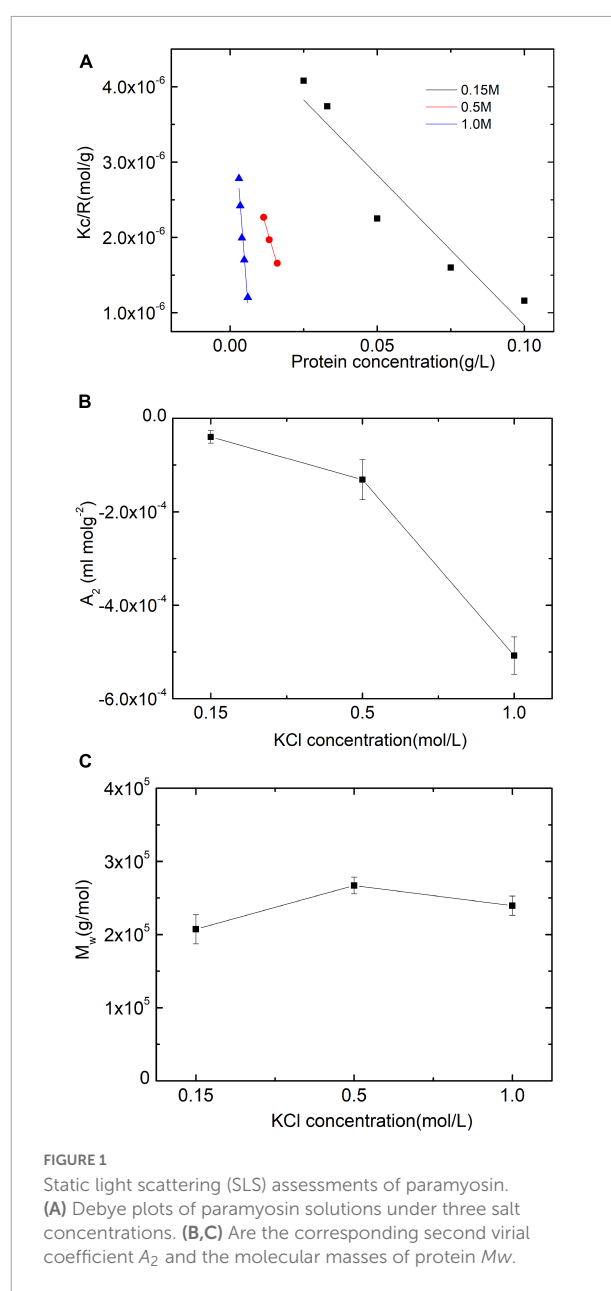 A
Kc/R(mol/g)
4.0x10⁻⁶
3.0x10⁻⁶
2.0x10⁻⁶
1.0x10⁻⁶
0.15M
0.5M
1.0M
0.00
0.05
0.10
Protein concentration(g/L)
B
A₂ (ml molg⁻²)
0.0
-2.0x10⁻⁴
-4.0x10⁻⁴
-6.0x10⁻⁴
0.15
0.5
1.0
KCl concentration(mol/L)
C
M_w(g/mol)
4x10⁵
3x10⁵
2x10⁵
1x10⁵
0
0.15
0.5
1.0
KCl concentration(mol/L)
FIGURE 1
Static light scattering (SLS) assessments of paramyosin.
(A) Debye plots of paramyosin solutions under three salt
concentrations. (B,C) Are the corresponding second virial
coefficient A₂ and the molecular masses of protein Mw.